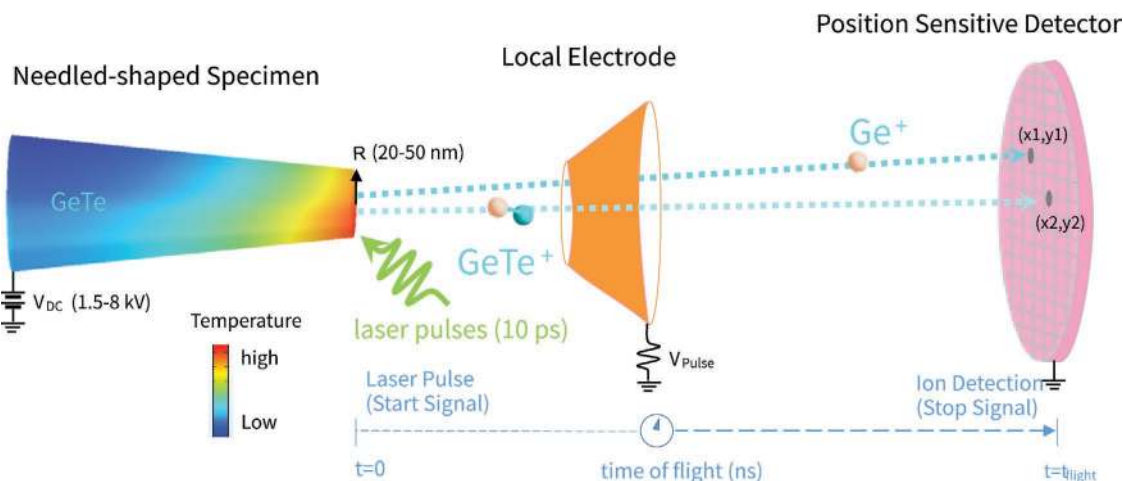 Position Sensitive Detector
Local Electrode
Needled-shaped Specimen
R (20-50 nm)
Ge+
(x1,y1)
GeTe
(x2,y2)
GeTe+
VDC (1.5-8 kV)
Temperature
high
Low
laser pulses (10 ps)
VPulse
Laser Pulse
(Start Signal)
Ion Detection
(Stop Signal)
t=0
time of flight (ns)
t=tflight